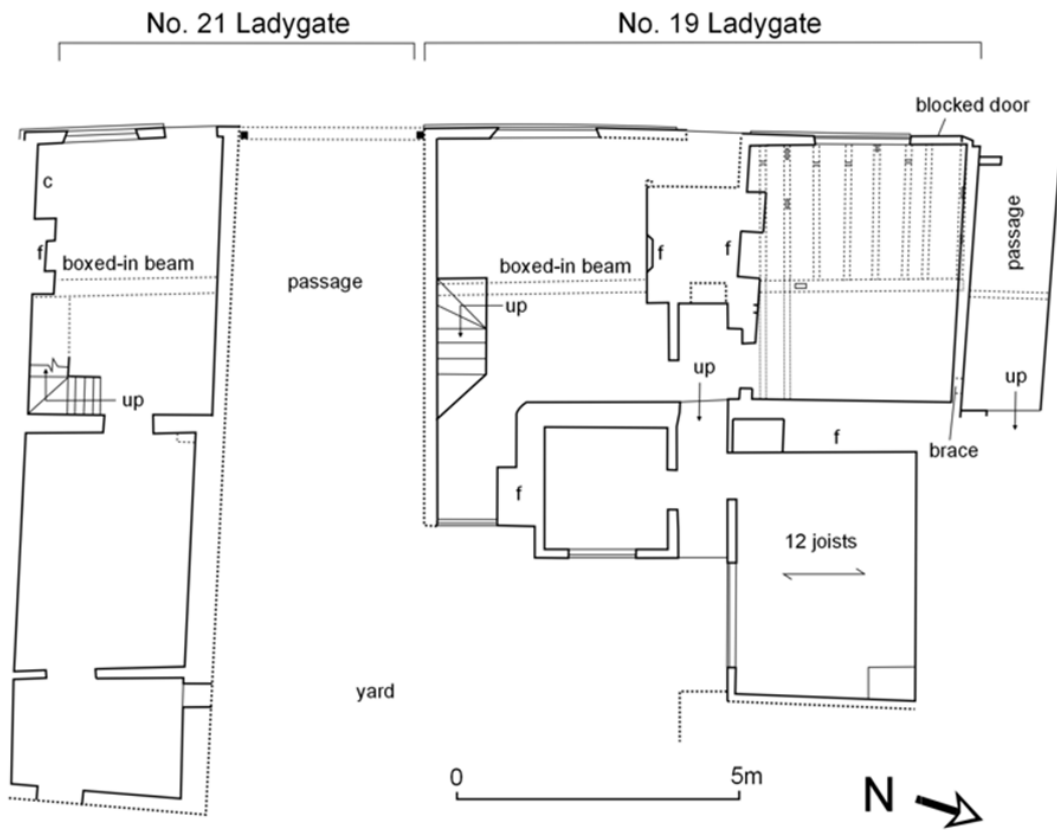 No. 21 Ladygate
No. 19 Ladygate
blocked door
c
passage
f
f
f
boxed-in beam
passage
boxed-in beam
up
up
up
up
f
brace
f
12 joists
yard
0
5m
N